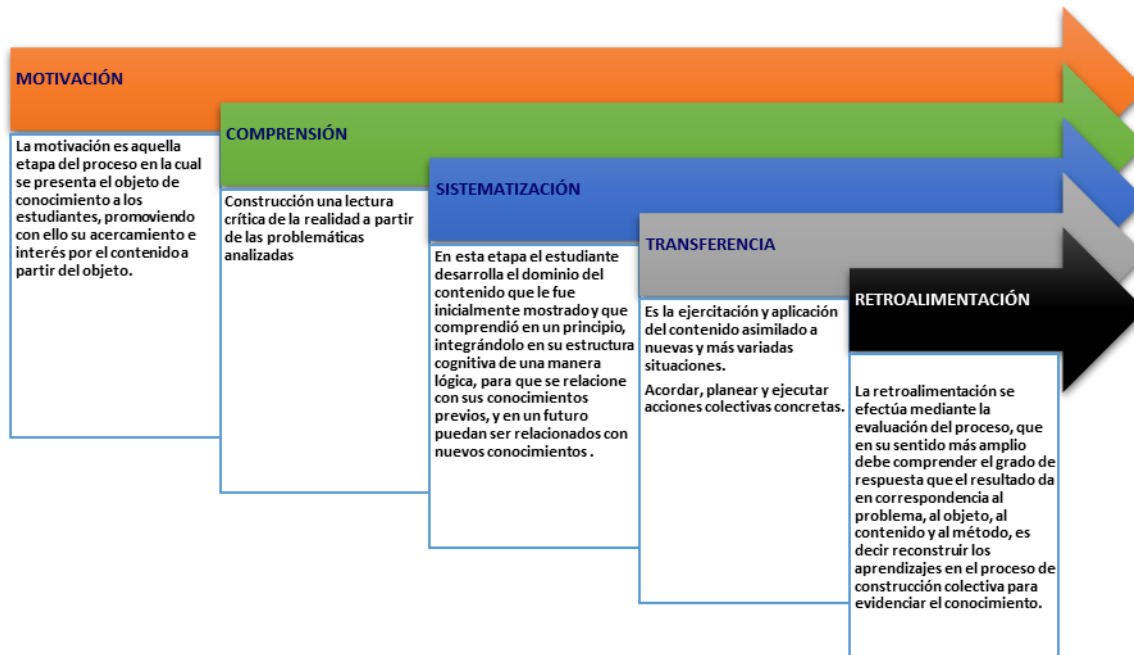 MOTIVACIÓN
La motivación es aquella
etapa del proceso en la cual
se presenta el objeto de
conocimiento a los
estudiantes, promoviendo
con ello su acercamiento e
interés por el contenido a
partir del objeto.
COMPRENSIÓN
Construcción una lectura
crítica de la realidad a partir
de las problemáticas
analizadas
SISTEMATIZACIÓN
En esta etapa el estudiante
desarrolla el dominio del
contenido que le fue
inicialmente mostrado y que
comprendió en un principio,
integrándolo en su estructura
cognitiva de una manera
lógica, para que se relacione
con sus conocimientos
previos, y en un futuro
puedan ser relacionados con
nuevos conocimientos .
TRANSFERENCIA
Es la ejercitación y aplicación
del contenido asimilado a
nuevas y más variadas
situaciones.
Acordar, planear y ejecutar
acciones colectivas concretas.
RETROALIMENTACIÓN
La retroalimentación se
efectúa mediante la
evaluación del proceso, que
en su sentido más amplio
debe comprender el grado de
respuesta que el resultado da
en correspondencia al
problema, al objeto, al
contenido y al método, es
decir reconstruir los
aprendizajes en el proceso de
construcción colectiva para
evidenciar el conocimiento.